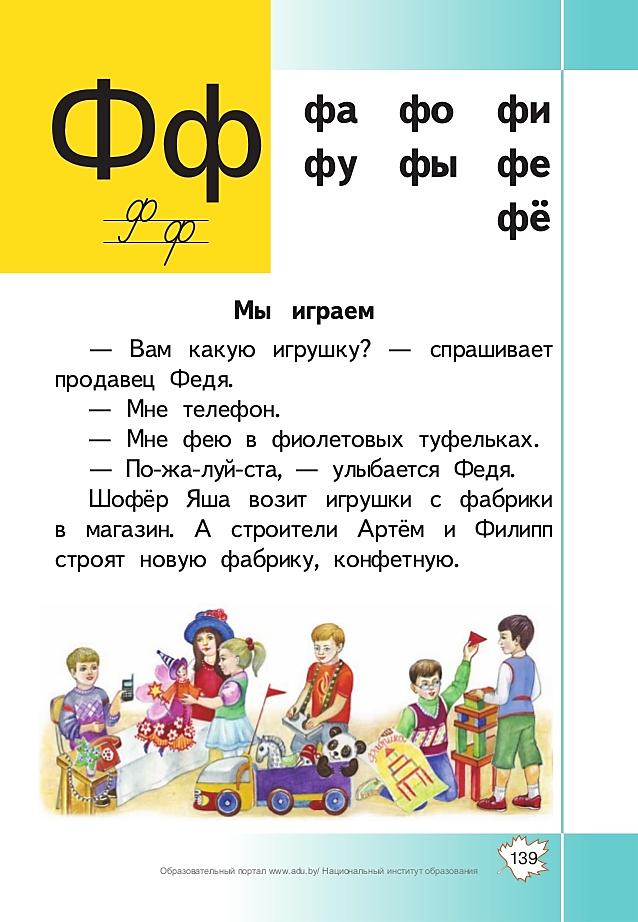 Фф
Ф ф
фа фо фи
фу фы фе
фё
Мы играем
— Вам какую игрушку? — спрашивает
продавец Федя.
— Мне телефон.
— Мне фею в фиолетовых туфельках.
— По-жа-луй-ста, — улыбается Федя.
Шофёр Яша возит игрушки с фабрики
в магазин. А строители Артём и Филипп
строят новую фабрику, конфетную.
фабрика
139
Образовательный портал www.adu.by/ Национальный институт образования